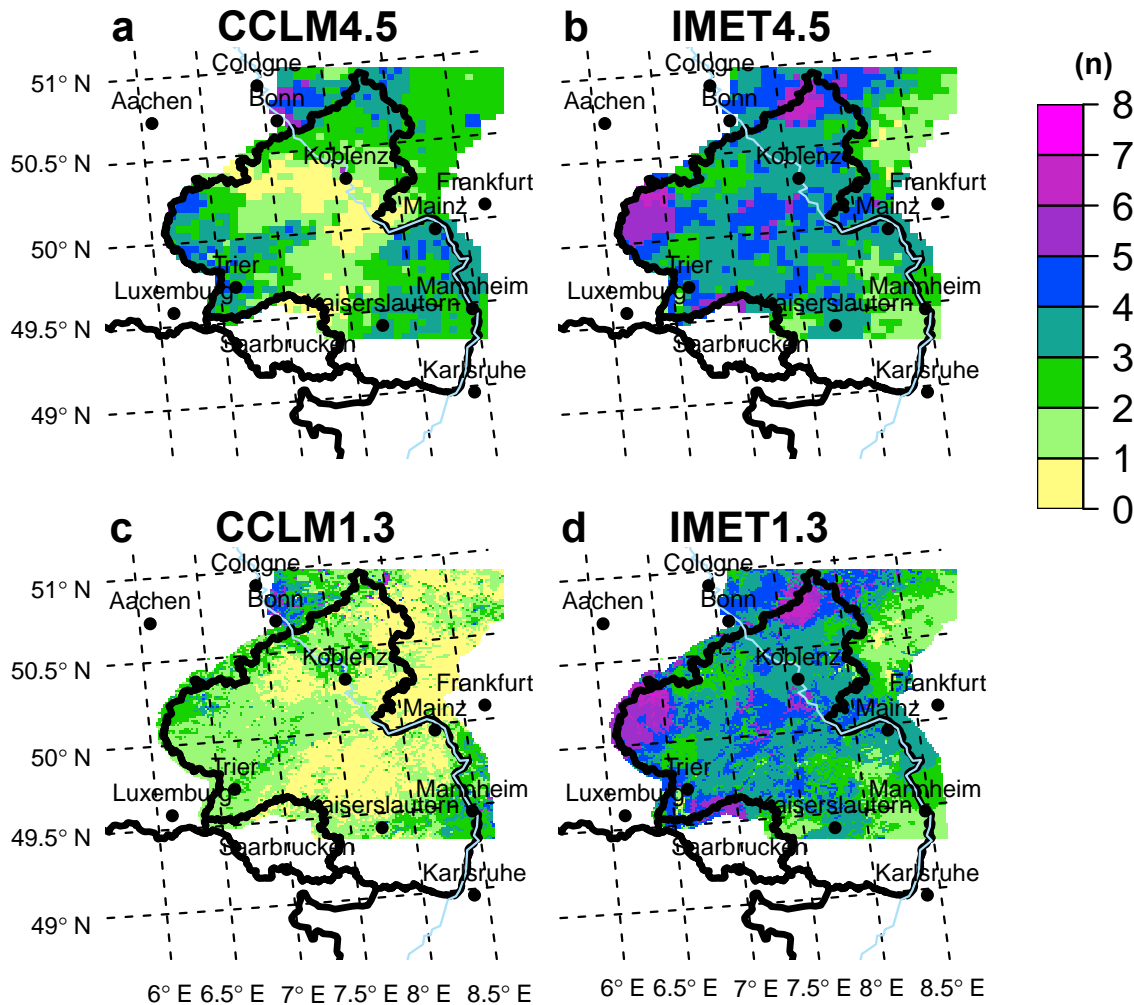 a CCLM4.5
Cologne
51° N
Aachen
Bonn
50.5° N
Koblenz
Frankfurt
Mainz
50° N
Trier
Luxemburg
Mannheim
Kaiserslautern
49.5° N
Saarbrucken
Karlsruhe
49° N
b IMET4.5
Cologne
Aachen
Bonn
Koblenz
Frankfurt
Mainz
Trier
Luxemburg
Mannheim
Kaiserslautern
Saarbrucken
Karlsruhe
(n)
8
7
6
5
4
3
2
1
0
c CCLM1.3
Cologne
51° N
Aachen
Bonn
50.5° N
Koblenz
Frankfurt
Mainz
50° N
Trier
Luxemburg
Mannheim
Kaiserslautern
49.5° N
Saarbrucken
Karlsruhe
49° N
6° E 6.5° E 7° E 7.5° E 8° E 8.5° E
d IMET1.3
Cologne
Aachen
Bonn
Koblenz
Frankfurt
Mainz
Trier
Luxemburg
Mannheim
Kaiserslautern
Saarbrucken
Karlsruhe
6° E 6.5° E 7° E 7.5° E 8° E 8.5° E